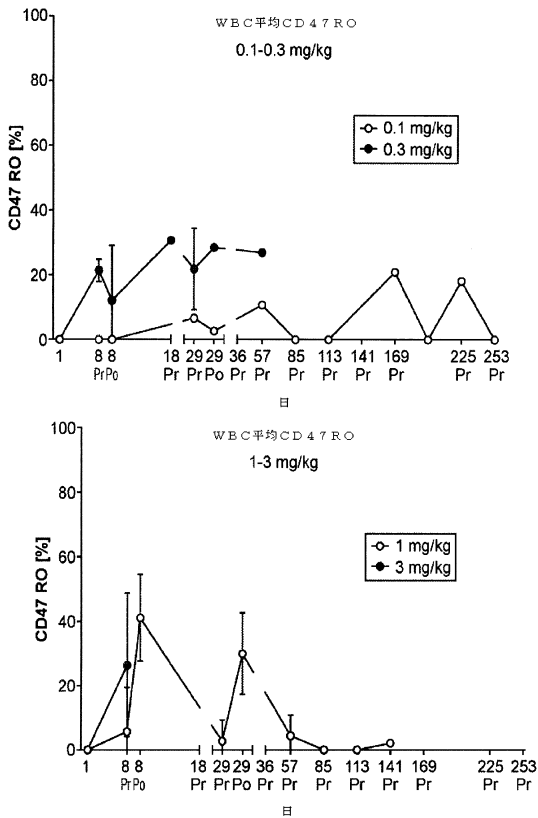 WBC平均CD47RO
0.1-0.3 mg/kg
CD47 RO [%]
100
80
60
40
20
0
0.1 mg/kg
0.3 mg/kg
1 8 8 18 29 29 36 57 85 113 141 169 225 253
Pr Po Pr Pr Po Pr Pr Pr Pr Pr Pr Pr Pr
日
WBC平均CD47RO
1-3 mg/kg
CD47 RO [%]
100
80
60
40
20
0
1 mg/kg
3 mg/kg
1 8 8 18 29 29 36 57 85 113 141 169 225 253
Pr Po Pr Pr Po Pr Pr Pr Pr Pr Pr Pr Pr
日